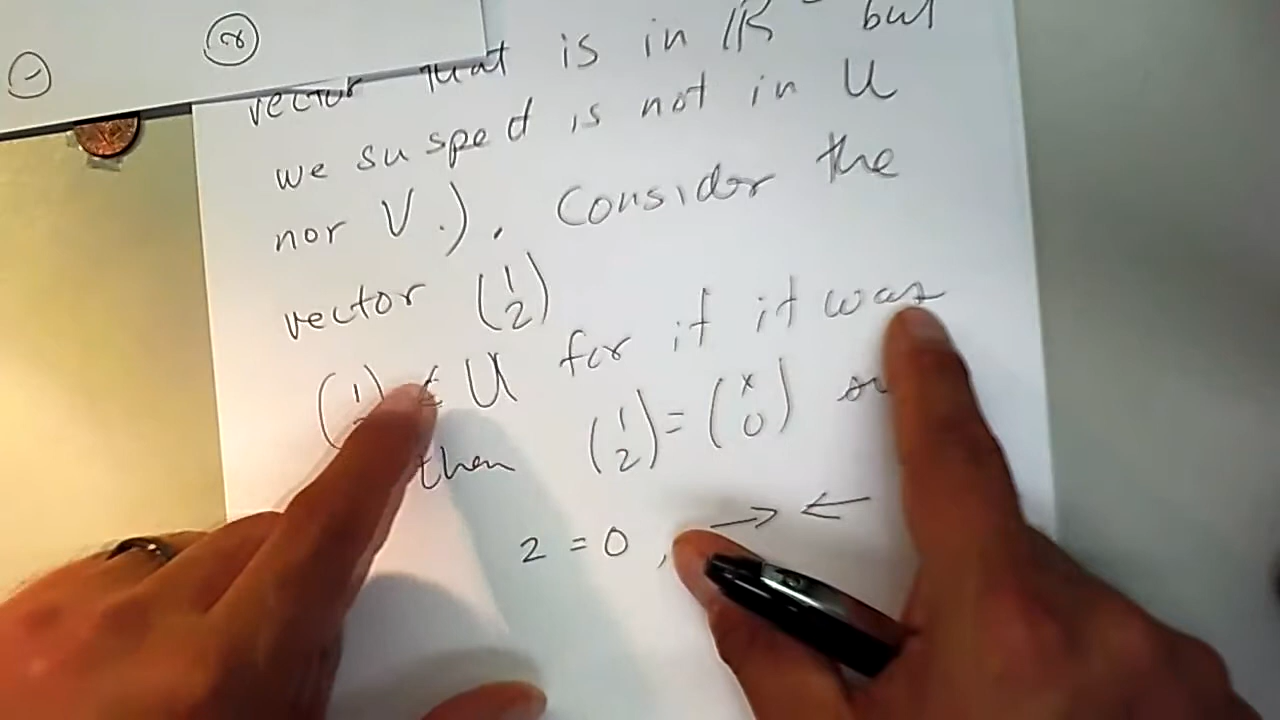 vector that is in ℝ but
we suspect is not in U
nor V.). Consider the
vector (1 2)
(1 ∉ U for if it was
then (1 2) = (x 0) so
2 = 0, →←